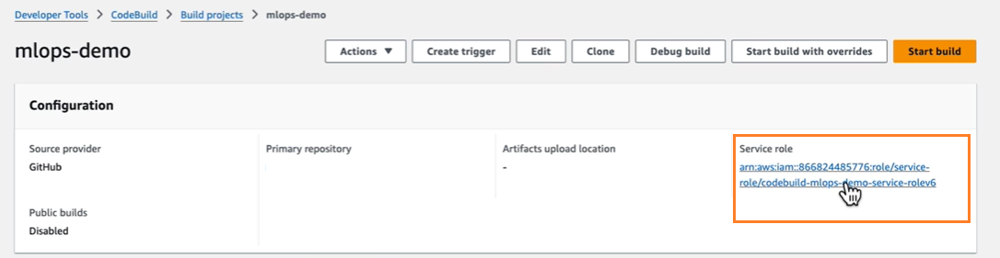 Developer Tools > CodeBuild > Build projects > mlops-demo
mlops-demo
Actions ▼ Create trigger Edit Clone Debug build Start build with overrides Start build
Configuration
Source provider
GitHub
Primary repository
Artifacts upload location
-
Service role
arn:aws:iam::866824485776:role/service-
role/codebuild-mlops-demo-service-rolev6
Public builds
Disabled